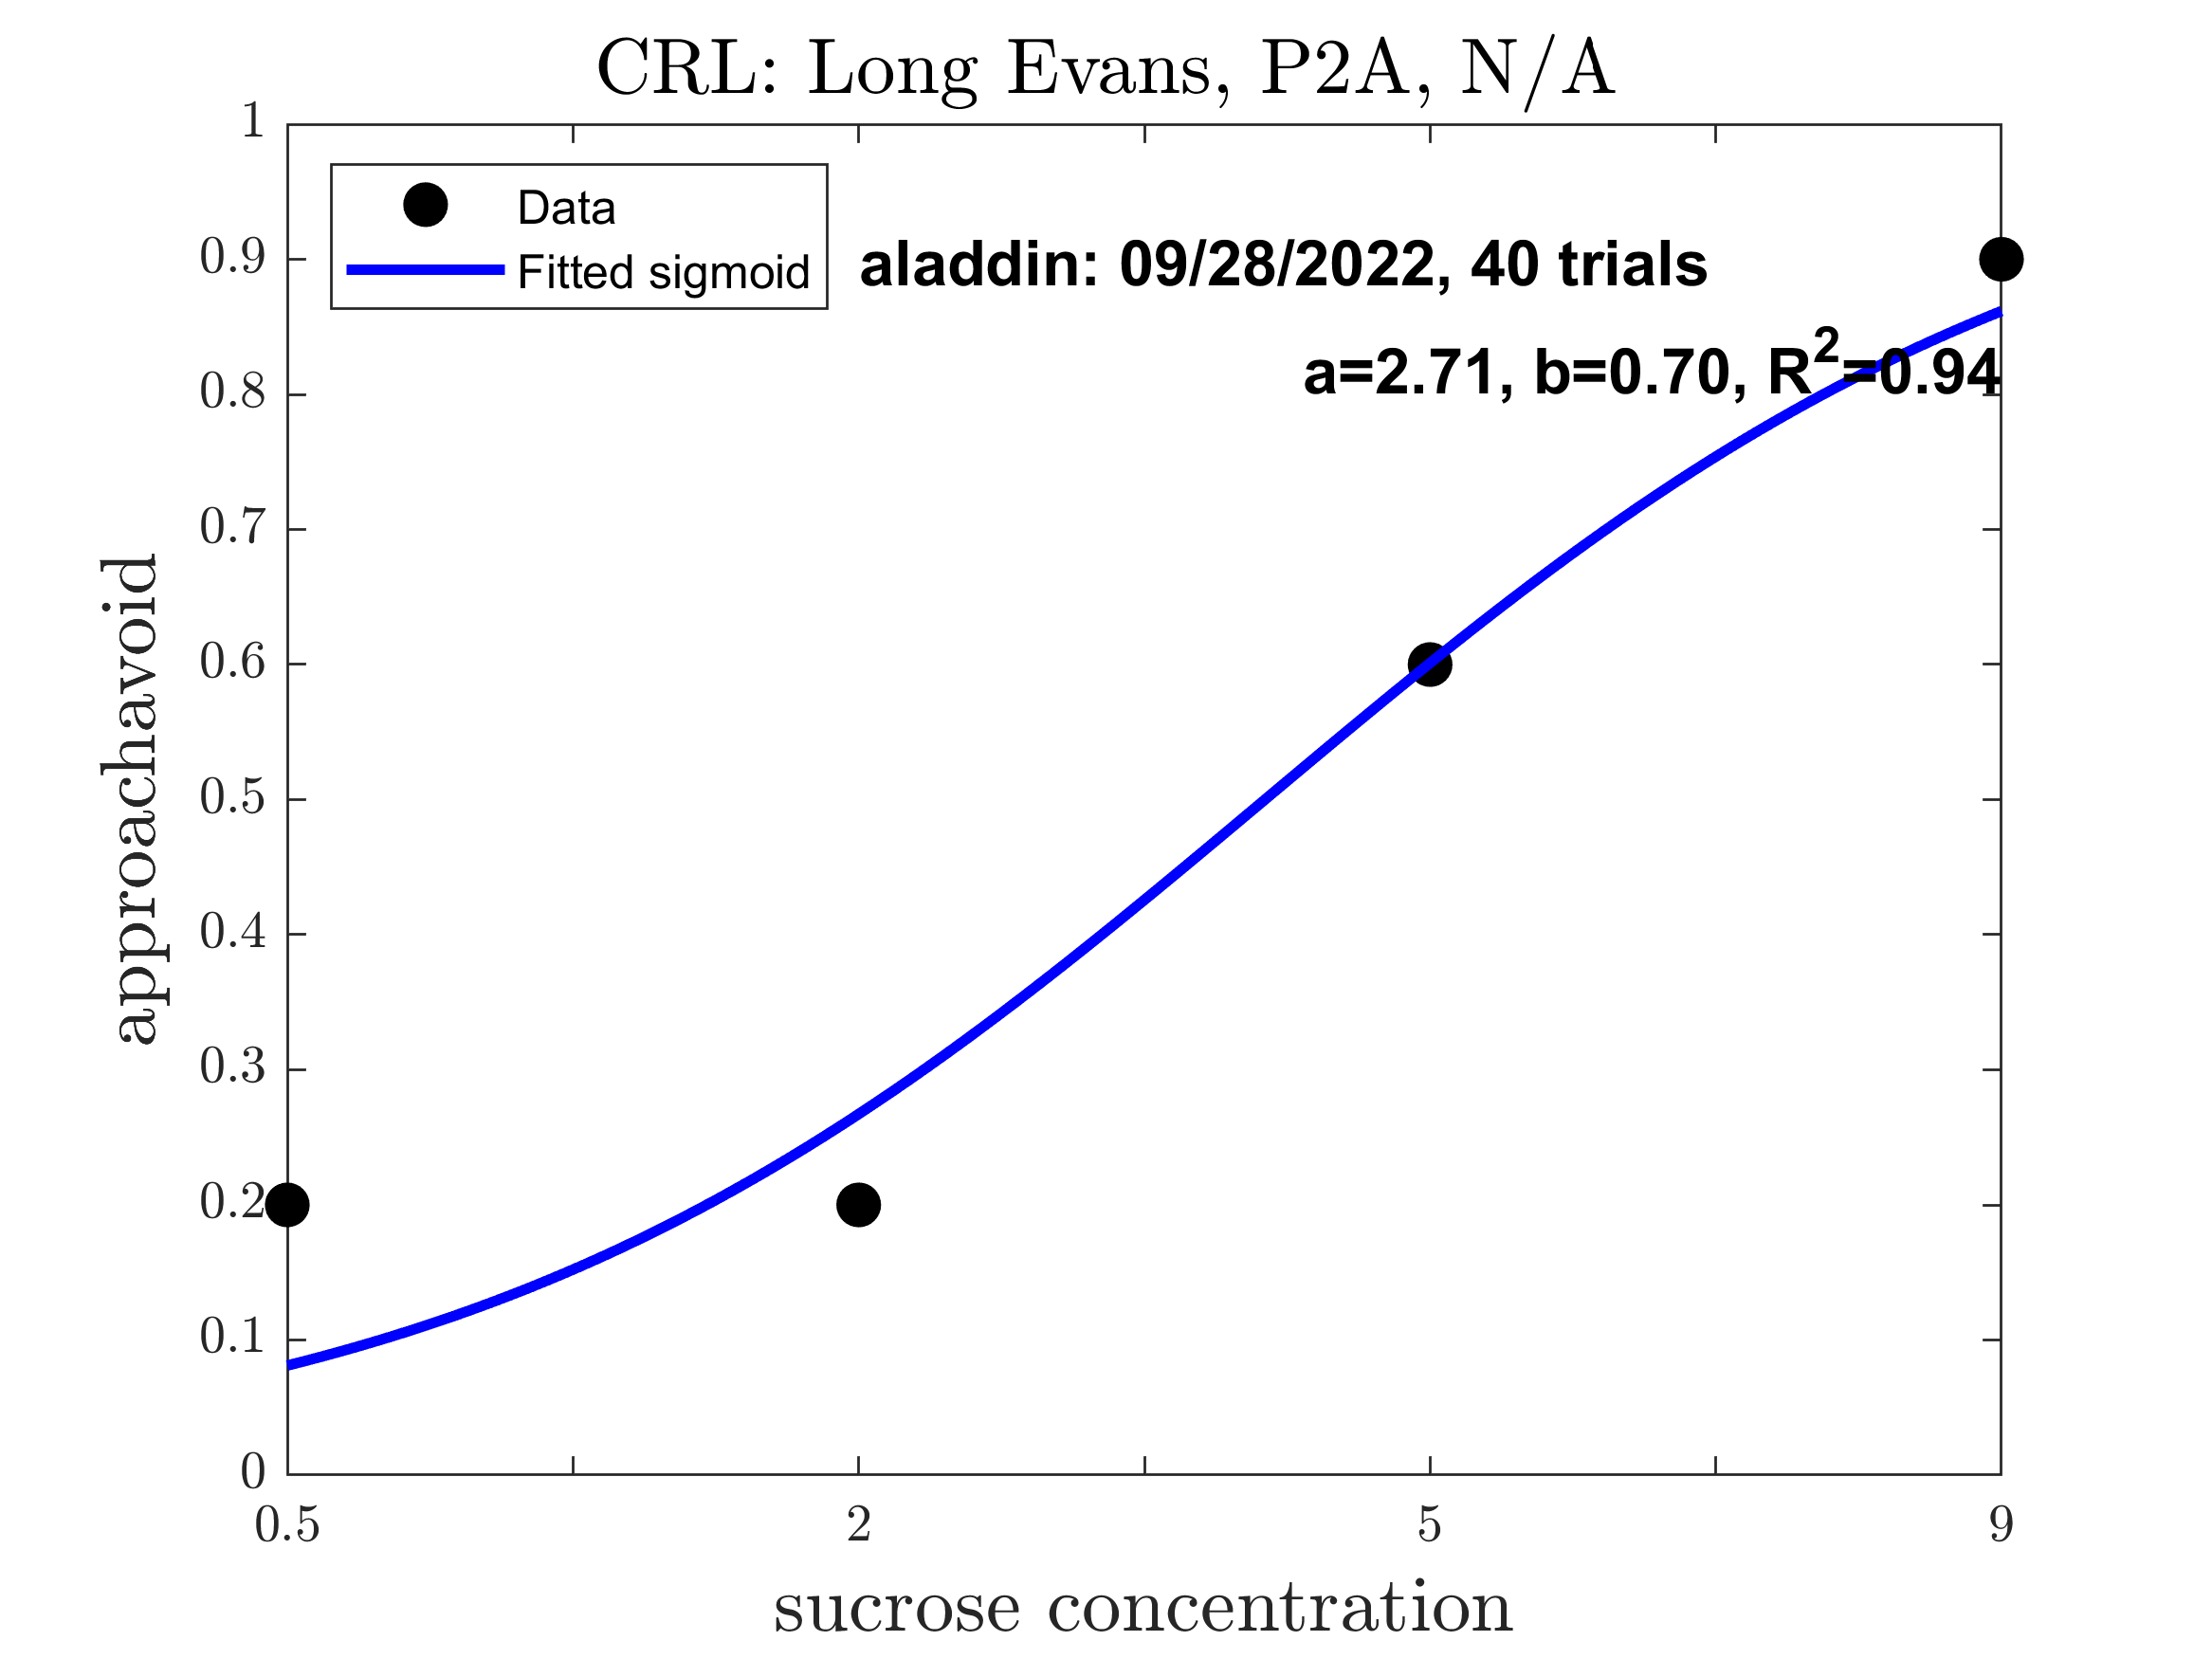 CRL: Long Evans, P2A, N/A
1
0.9
0.8
0.7
0.6
0.5
0.4
0.3
0.2
0.1
0
Data
Fitted sigmoid
aladdin: 09/28/2022, 40 trials
a=2.71, b=0.70, R²=0.94
approachavoid
0.5 2 5 9
sucrose concentration